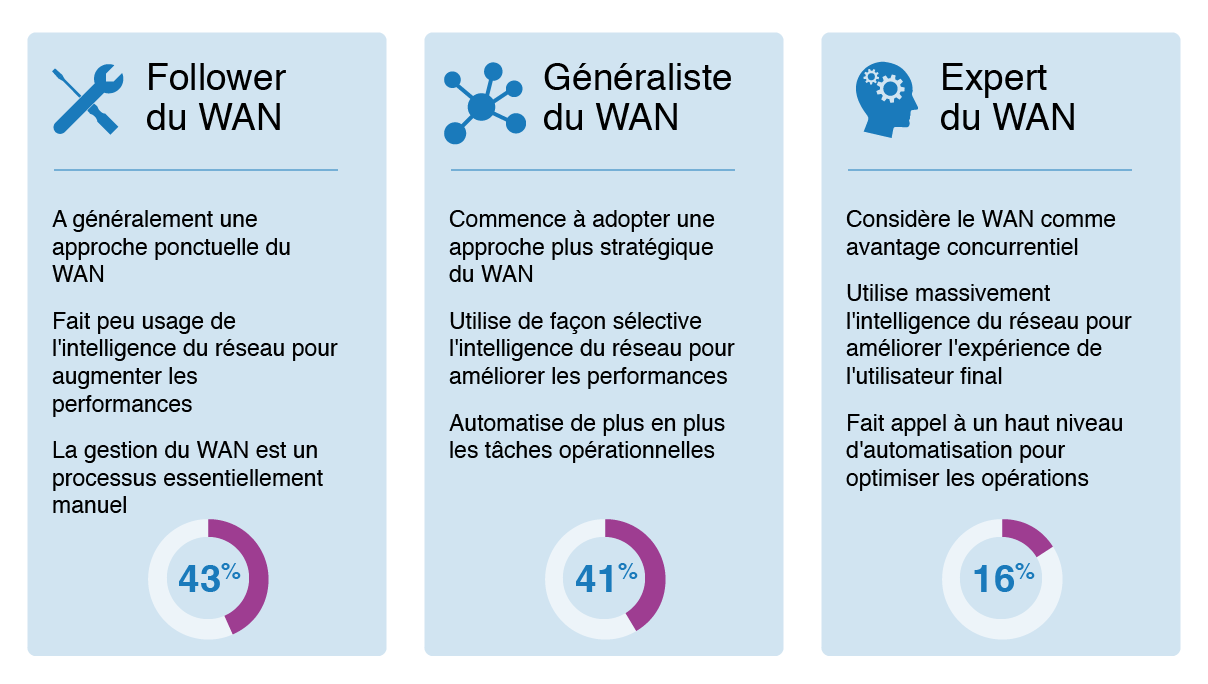 Follower
du WAN
A généralement une
approche ponctuelle du
WAN
Fait peu usage de
l'intelligence du réseau pour
augmenter les
performances
La gestion du WAN est un
processus essentiellement
manuel
43%
Généraliste
du WAN
Commence à adopter une
approche plus stratégique
du WAN
Utilise de façon sélective
l'intelligence du réseau pour
améliorer les performances
Automatise de plus en plus
les tâches opérationnelles
41%
Expert
du WAN
Considère le WAN comme
avantage concurrentiel
Utilise massivement
l'intelligence du réseau pour
améliorer l'expérience de
l'utilisateur final
Fait appel à un haut niveau
d'automatisation pour
optimiser les opérations
16%